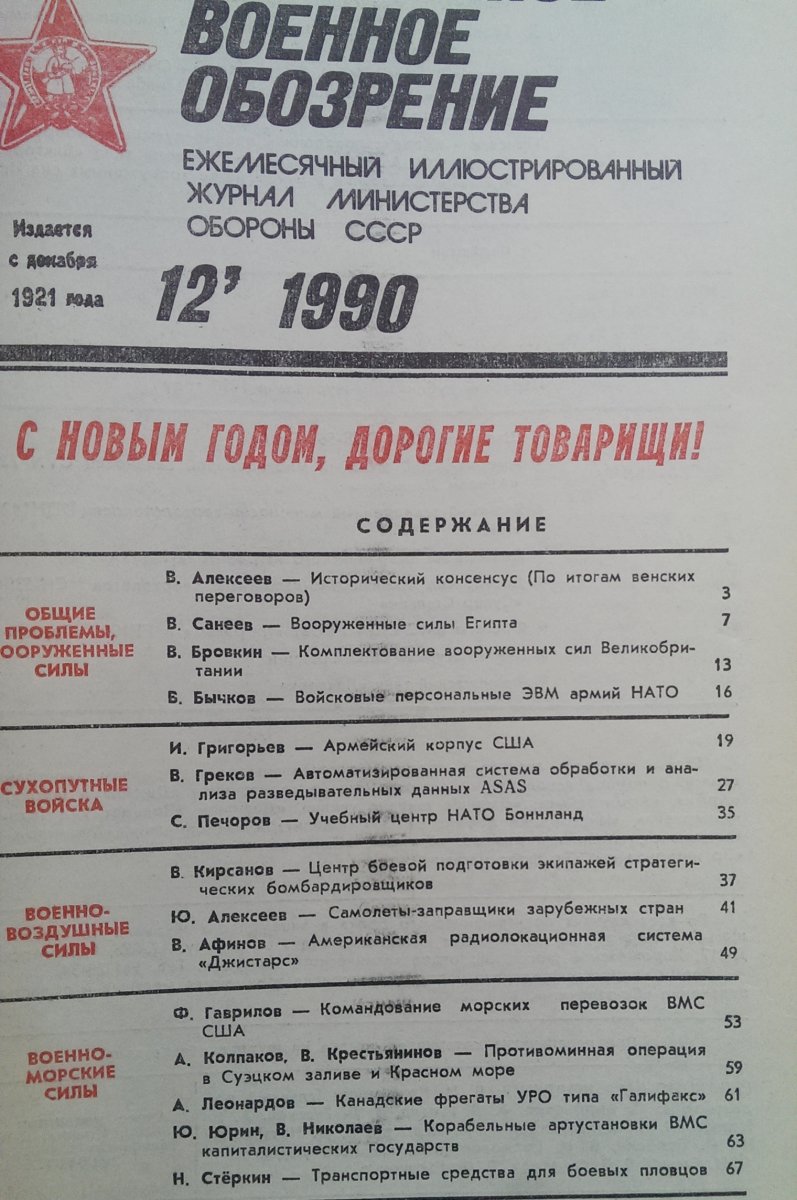 ВОЕННОЕ
ОБОЗРЕНИЕ
ЕЖЕМЕСЯЧНЫЙ ИЛЛЮСТРИРОВАННЫЙ
ЖУРНАЛ МИНИСТЕРСТВА
ОБОРОНЫ СССР
Издается
с декабря
1921 года
12’ 1990
С НОВЫМ ГОДОМ, ДОРОГИЕ ТОВАРИЩИ!
СОДЕРЖАНИЕ
ОБЩИЕ
ПРОБЛЕМЫ,
ООРУЖЕННЫЕ
СИЛЫ
В. Алексеев — Исторический консенсус (По итогам венских
переговоров) 3
В. Санеев — Вооруженные силы Египта 7
В. Бровкин — Комплектование вооруженных сил Великобри-
тании 13
Б. Бычков — Войсковые персональные ЭВМ армий НАТО 16
СУХОПУТНЫЕ
ВОЙСКА
И. Григорьев — Армейский корпус США 19
В. Греков — Автоматизированная система обработки и ана-
лиза разведывательных данных ASAS 27
С. Печоров — Учебный центр НАТО Боннланд 35
ВОЕННО-
ВОЗДУШНЫЕ
СИЛЫ
В. Кирсанов — Центр боевой подготовки экипажей стратеги-
ческих бомбардировщиков 37
Ю. Алексеев — Самолеты-заправщики зарубежных стран 41
В. Афинов — Американская радиолокационная система
«Джистарс» 49
ВОЕННО-
МОРСКИЕ
СИЛЫ
Ф. Гаврилов — Командование морских перевозок ВМС
США 53
А. Колпаков, В. Крестьянинов — Противоминная операция
в Суэцком заливе и Красном море 59
А. Леонардов — Канадские фрегаты УРО типа «Галифакс» 61
Ю. Юрин, В. Николаев — Корабельные артустановки ВМС
капиталистических государств 63
Н. Стёркин — Транспортные средства для боевых пловцов 67